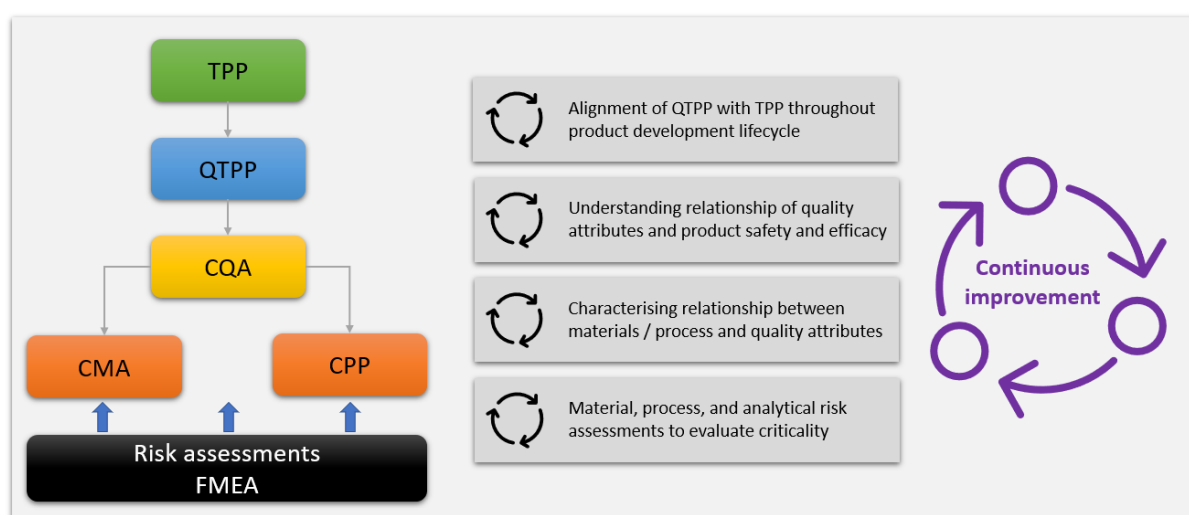 TPP
QTPP
CQA
CMA
CPP
Risk assessments
FMEA
Alignment of QTPP with TPP throughout
product development lifecycle
Understanding relationship of quality
attributes and product safety and efficacy
Characterising relationship between
materials / process and quality attributes
Material, process, and analytical risk
assessments to evaluate criticality
Continuous
improvement